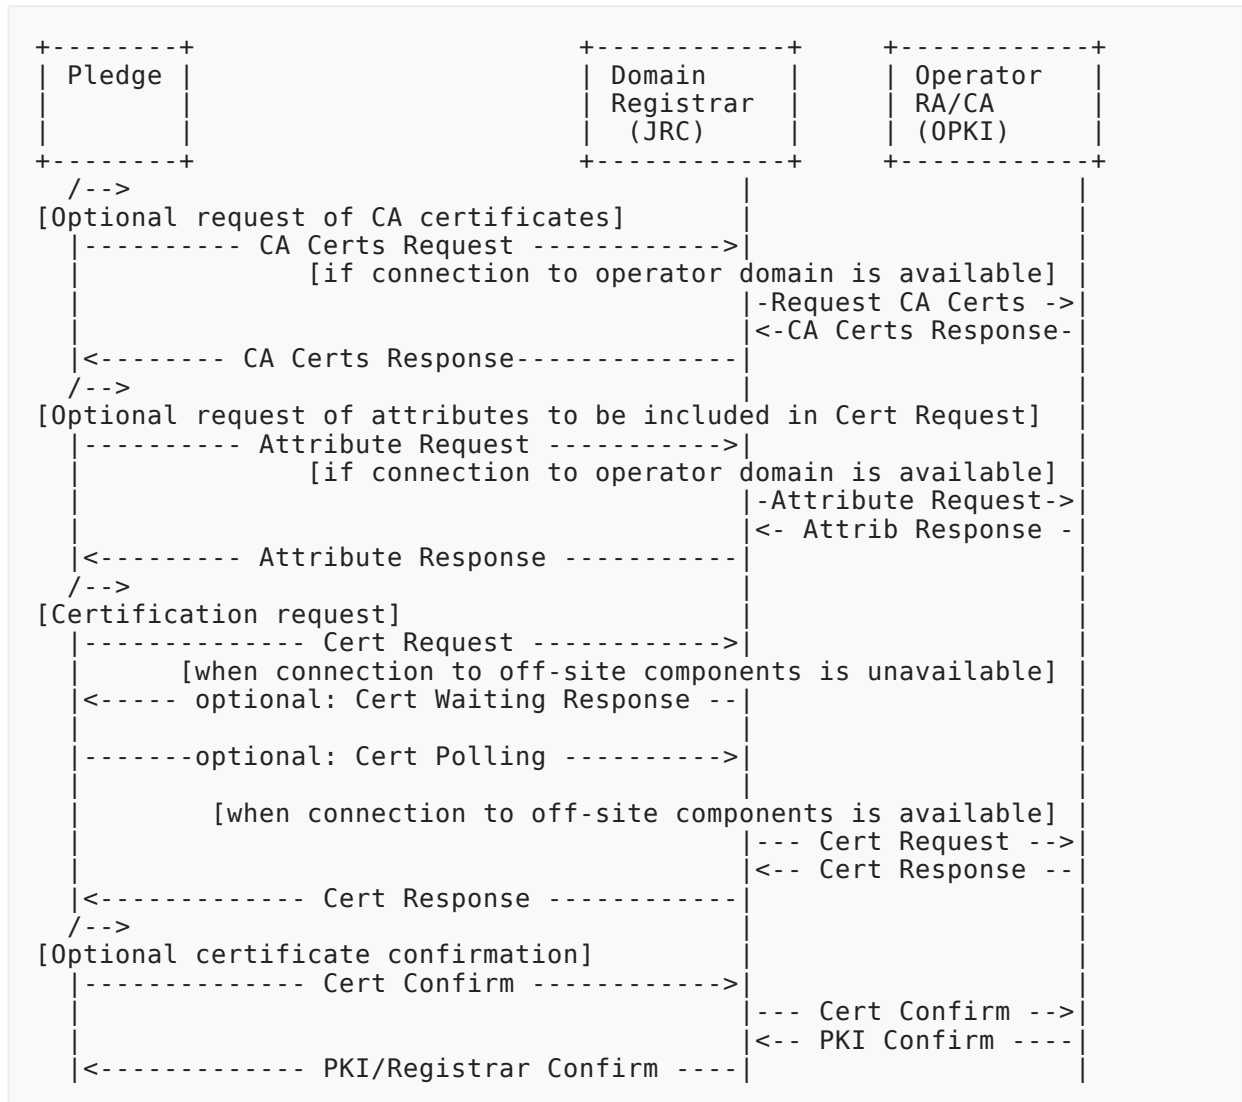 +--------+                         +------------+     +------------+
| Pledge |                         | Domain     |     | Operator   |
|        |                         | Registrar  |     | RA/CA      |
|        |                         |  (JRC)     |     | (OPKI)     |
+--------+                         +------------+     +------------+
  /-->                                      |                    |
[Optional request of CA certificates]       |                    |
  |---------- CA Certs Request ------------>|                    |
  |              [if connection to operator domain is available] |
  |                                         |-Request CA Certs ->|
  |                                         |<-CA Certs Response-|
  |<-------- CA Certs Response--------------|                    |
  /-->                                      |                    |
[Optional request of attributes to be included in Cert Request]  |
  |---------- Attribute Request ----------->|                    |
  |              [if connection to operator domain is available] |
  |                                         |-Attribute Request->|
  |                                         |<- Attrib Response -|
  |<--------- Attribute Response -----------|                    |
  /-->                                      |                    |
[Certification request]                     |                    |
  |-------------- Cert Request ------------>|                    |
  |      [when connection to off-site components is unavailable] |
  |<----- optional: Cert Waiting Response --|                    |
  |                                         |                    |
  |-------optional: Cert Polling ---------->|                    |
  |                                         |                    |
  |        [when connection to off-site components is available] |
  |                                         |--- Cert Request -->|
  |                                         |<-- Cert Response --|
  |<------------- Cert Response ------------|                    |
  /-->                                      |                    |
[Optional certificate confirmation]         |                    |
  |-------------- Cert Confirm ------------>|                    |
  |                                         |--- Cert Confirm -->|
  |                                         |<-- PKI Confirm ----|
  |<------------- PKI/Registrar Confirm ----|                    |